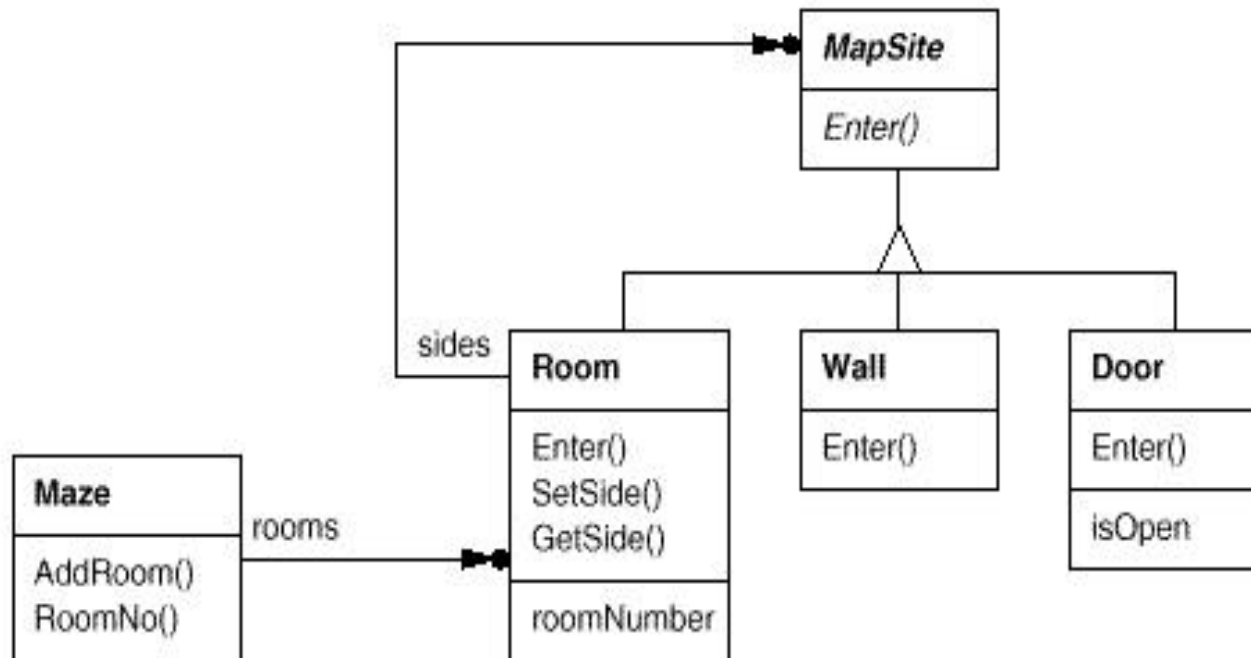 MapSite
Enter()
sides
Room
Enter()
SetSide()
GetSide()
roomNumber
Wall
Enter()
Door
Enter()
isOpen
Maze
AddRoom()
RoomNo()
rooms